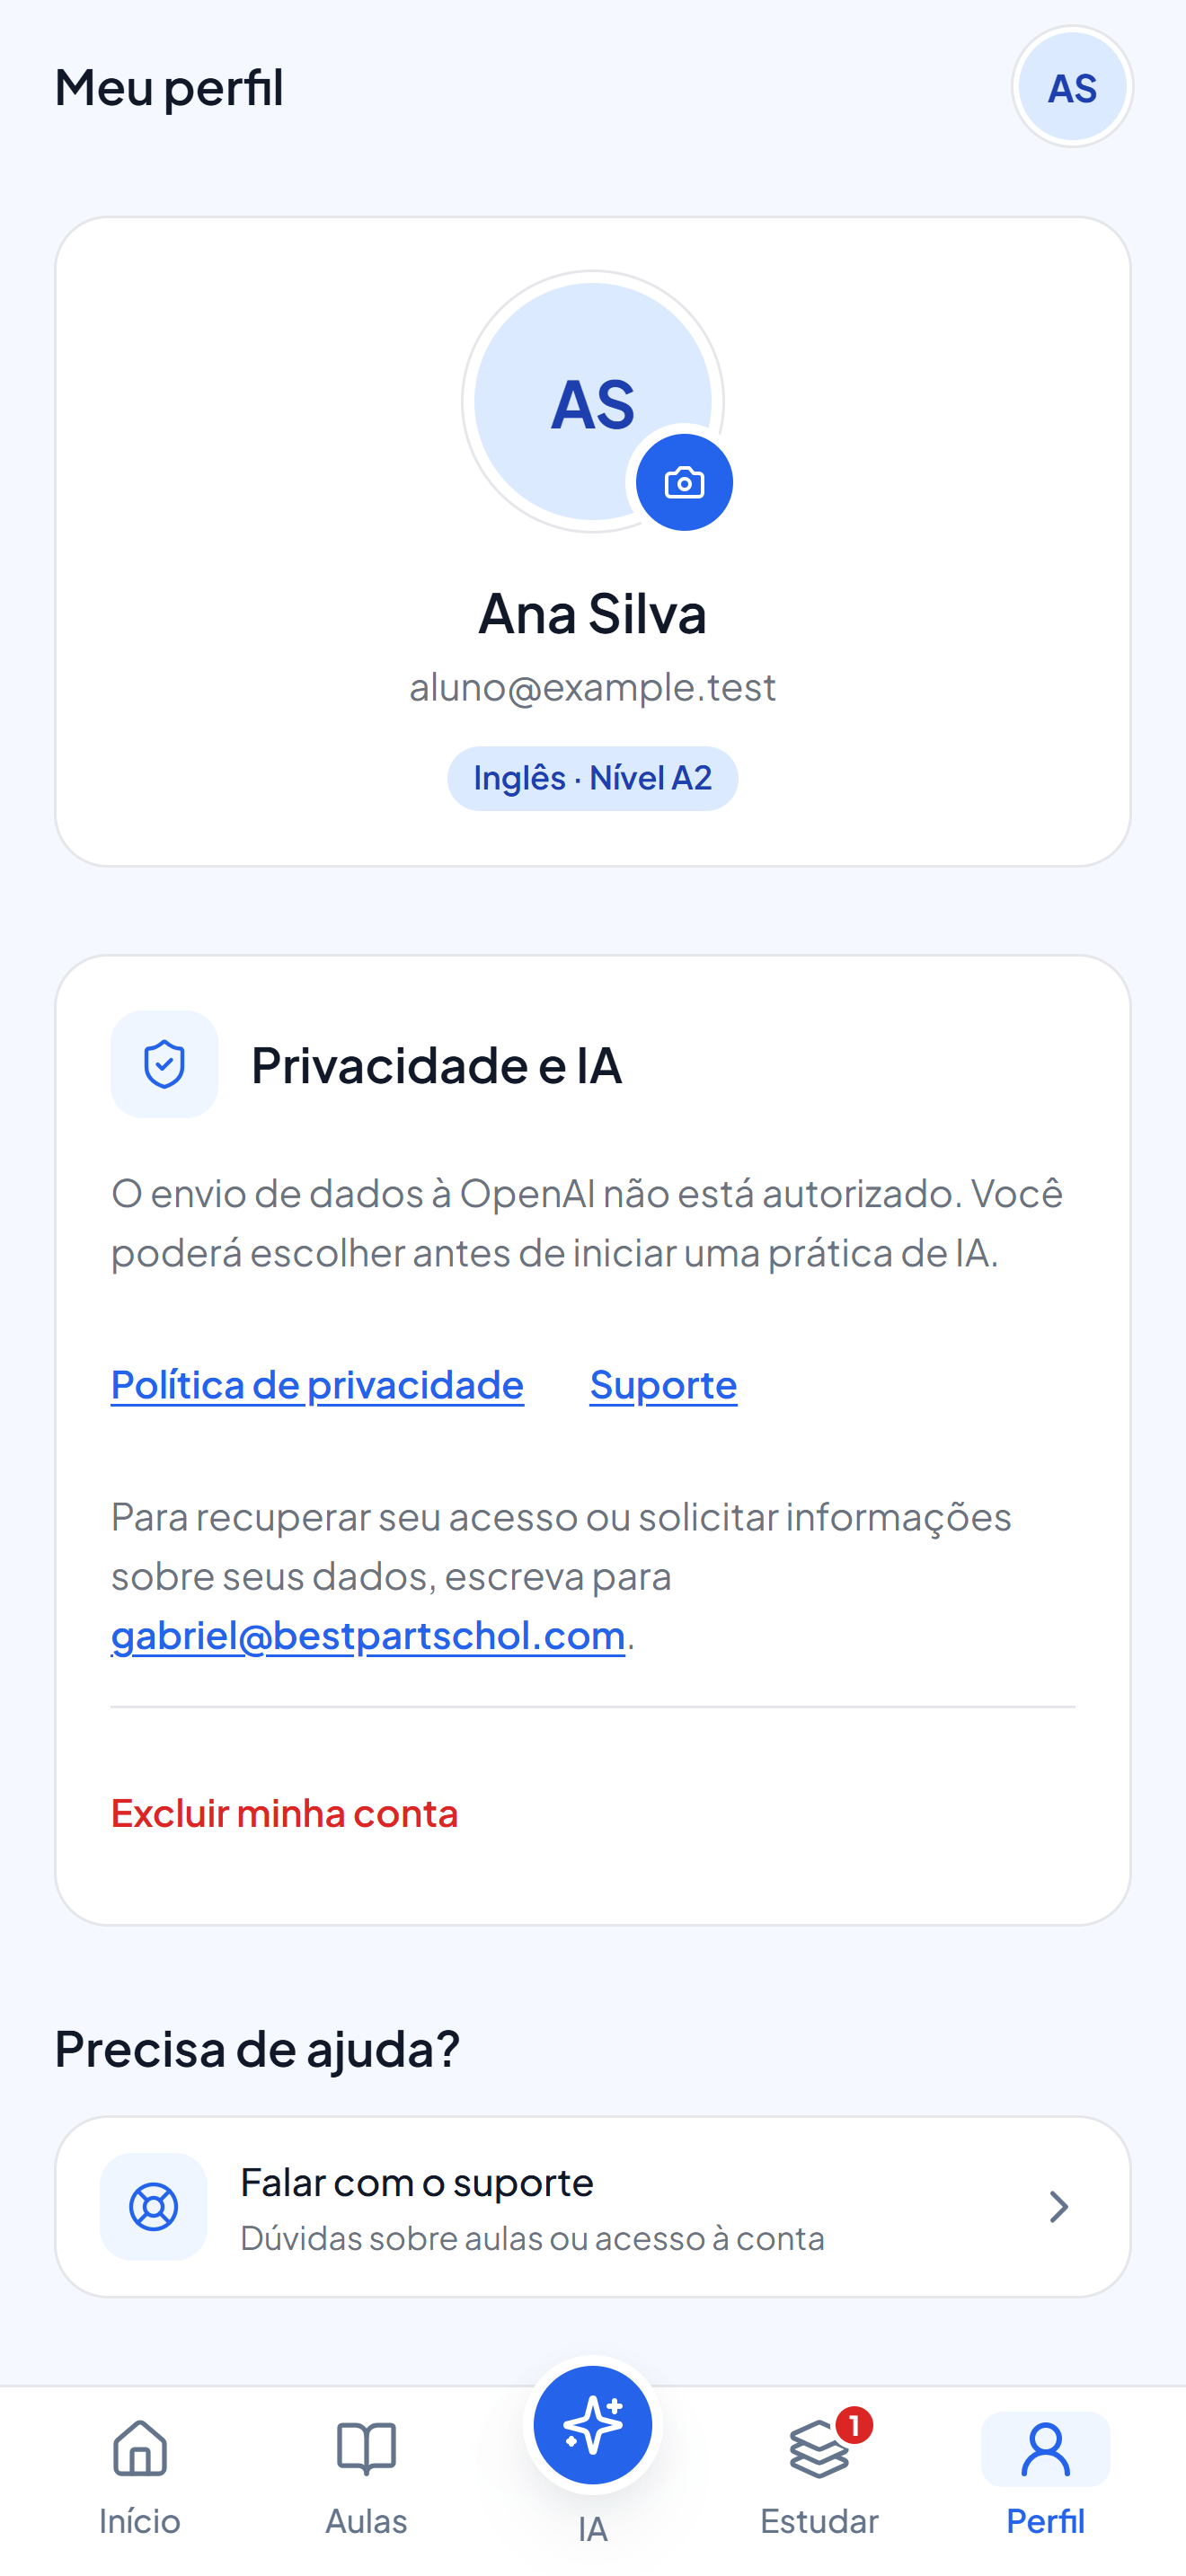 Meu perfil
AS
AS
Ana Silva
aluno@example.test
Inglês · Nível A2
Privacidade e IA
O envio de dados à OpenAI não está autorizado. Você
poderá escolher antes de iniciar uma prática de IA.
Política de privacidade Suporte
Para recuperar seu acesso ou solicitar informações
sobre seus dados, escreva para
gabriel@bestpartschol.com.
Excluir minha conta
Precisa de ajuda?
Falar com o suporte
Dúvidas sobre aulas ou acesso à conta
1
Início Aulas IA Estudar Perfil